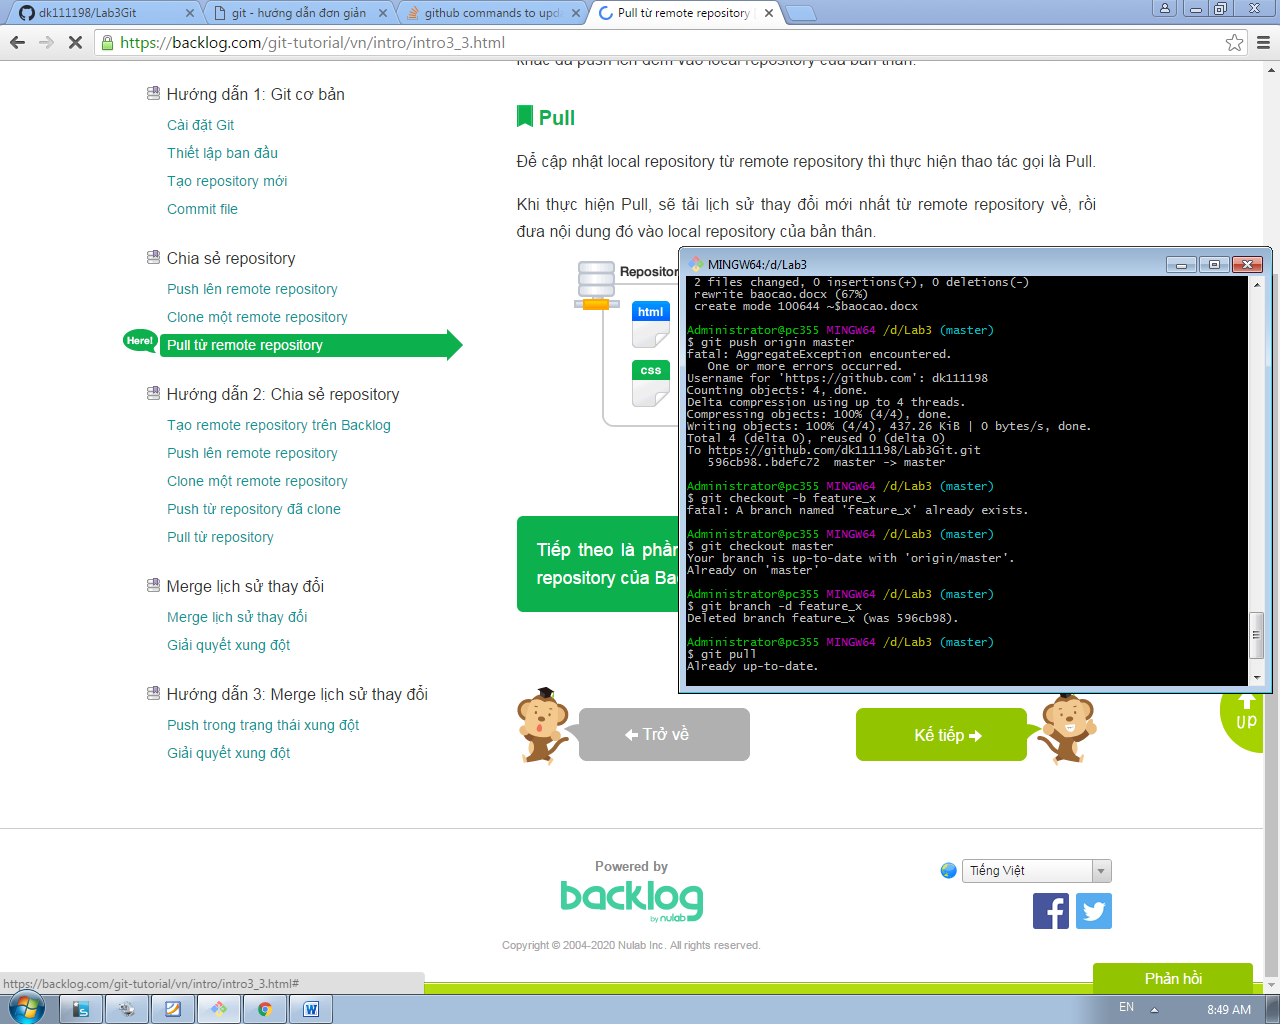 dk111198/Lab3Git
git - hướng dẫn đơn giản
github commands to upda
Pull từ remote repository
https://backlog.com/git-tutorial/vn/intro/intro3_3.html
khác đã push lên đem vào local repository của bản thân.
Hướng dẫn 1: Git cơ bản
Cài đặt Git
Thiết lập ban đầu
Tạo repository mới
Commit file
Chia sẻ repository
Push lên remote repository
Clone một remote repository
Here!
Pull từ remote repository
Hướng dẫn 2: Chia sẻ repository
Tạo remote repository trên Backlog
Push lên remote repository
Clone một remote repository
Push từ repository đã clone
Pull từ repository
Merge lịch sử thay đổi
Merge lịch sử thay đổi
Giải quyết xung đột
Hướng dẫn 3: Merge lịch sử thay đổi
Push trong trạng thái xung đột
Giải quyết xung đột
Pull
Để cập nhật local repository từ remote repository thì thực hiện thao tác gọi là Pull.
Khi thực hiện Pull, sẽ tải lịch sử thay đổi mới nhất từ remote repository về, rồi
đưa nội dung đó vào local repository của bản thân.
Repositor
html
css
Tiếp theo là phần
repository của Ba
MINGW64:/d/Lab3
2 files changed, 0 insertions(+), 0 deletions(-)
rewrite baocao.docx (67%)
create mode 100644 ~$baocao.docx
Administrator@pc355 MINGW64 /d/Lab3 (master)
$ git push origin master
fatal: AggregateException encountered.
One or more errors occurred.
Username for 'https://github.com': dk111198
Counting objects: 4, done.
Delta compression using up to 4 threads.
Compressing objects: 100% (4/4), done.
Writing objects: 100% (4/4), 437.26 KiB | 0 bytes/s, done.
Total 4 (delta 0), reused 0 (delta 0)
To https://github.com/dk111198/Lab3Git.git
596cb98..bdefc72  master -> master
Administrator@pc355 MINGW64 /d/Lab3 (master)
$ git checkout -b feature_x
fatal: A branch named 'feature_x' already exists.
Administrator@pc355 MINGW64 /d/Lab3 (master)
$ git checkout master
Your branch is up-to-date with 'origin/master'.
Already on 'master'
Administrator@pc355 MINGW64 /d/Lab3 (master)
$ git branch -d feature_x
Deleted branch feature_x (was 596cb98).
Administrator@pc355 MINGW64 /d/Lab3 (master)
$ git pull
Already up-to-date.
Trở về
Kế tiếp
Up
Powered by
backlog
by nulab
Copyright © 2004-2020 Nulab Inc. All rights reserved.
Tiếng Việt
Phản hồi
https://backlog.com/git-tutorial/vn/intro/intro3_3.html#
EN
8:49 AM